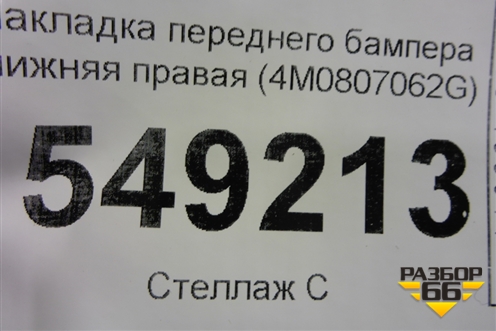 акладка переднего бампера
ижняя правая (4M0807062G)
549213
Стеллаж С
РАЗБОР
66